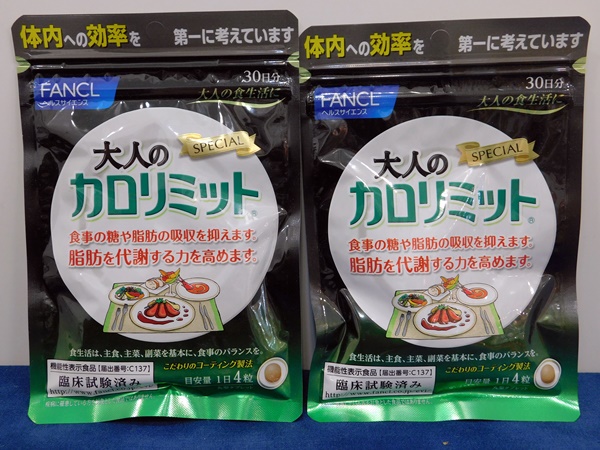 体内への効率を 第一に考えています
FANCL
ヘルスサイエンス
30日分
大人の食生活に
大人の
SPECIAL
カロリミット®
食事の糖や脂肪の吸収を抑えます。
脂肪を代謝する力を高めます。
食生活は、主食、主菜、副菜を基本に、食事のバランスを。
機能性表示食品【届出番号:C137】
臨床試験済み
こだわりのコーティング製法
目安量 1日4粒
体内への効率を 第一に考えています
FANCL
ヘルスサイエンス
30日分
大人の食生活に
大人の
SPECIAL
カロリミット®
食事の糖や脂肪の吸収を抑えます。
脂肪を代謝する力を高めます。
食生活は、主食、主菜、副菜を基本に、食事のバランスを。
機能性表示食品【届出番号:C137】
臨床試験済み
こだわりのコーティング製法
目安量 1日4粒